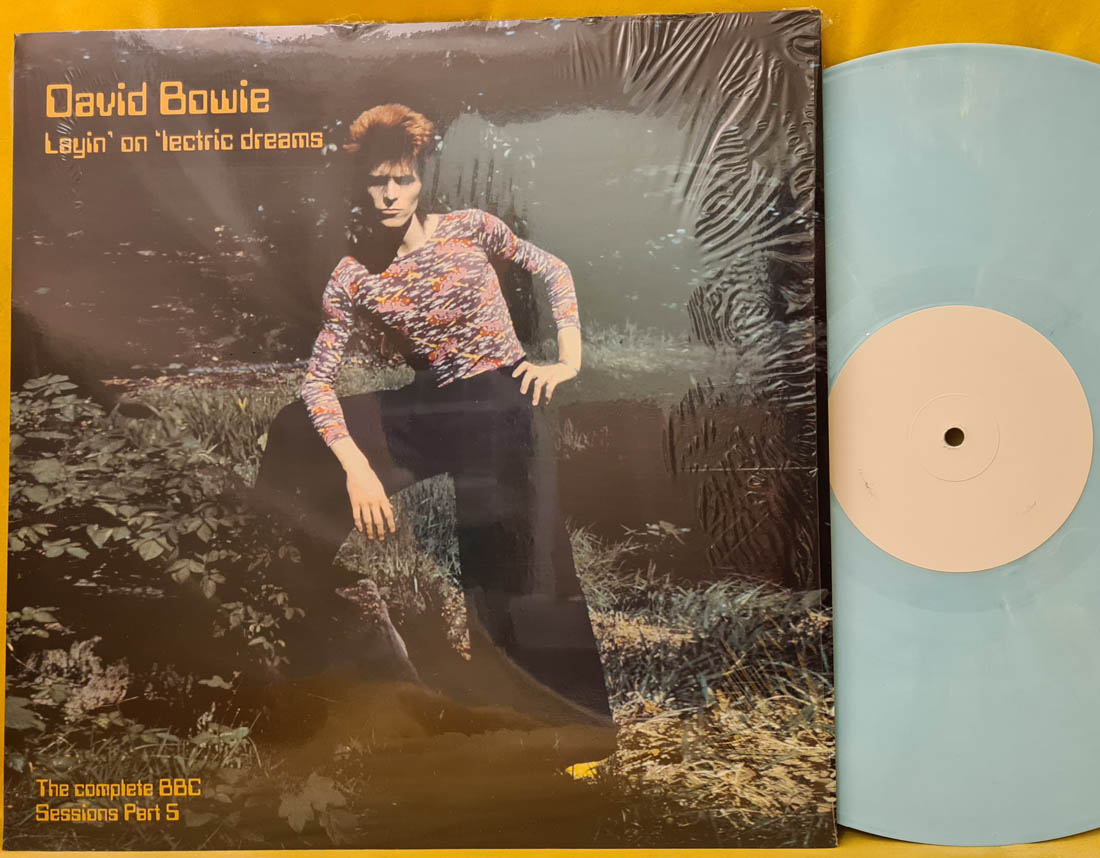 David Bowie
Layin' on 'lectric dreams
The complete BBC
Sessions Part 5